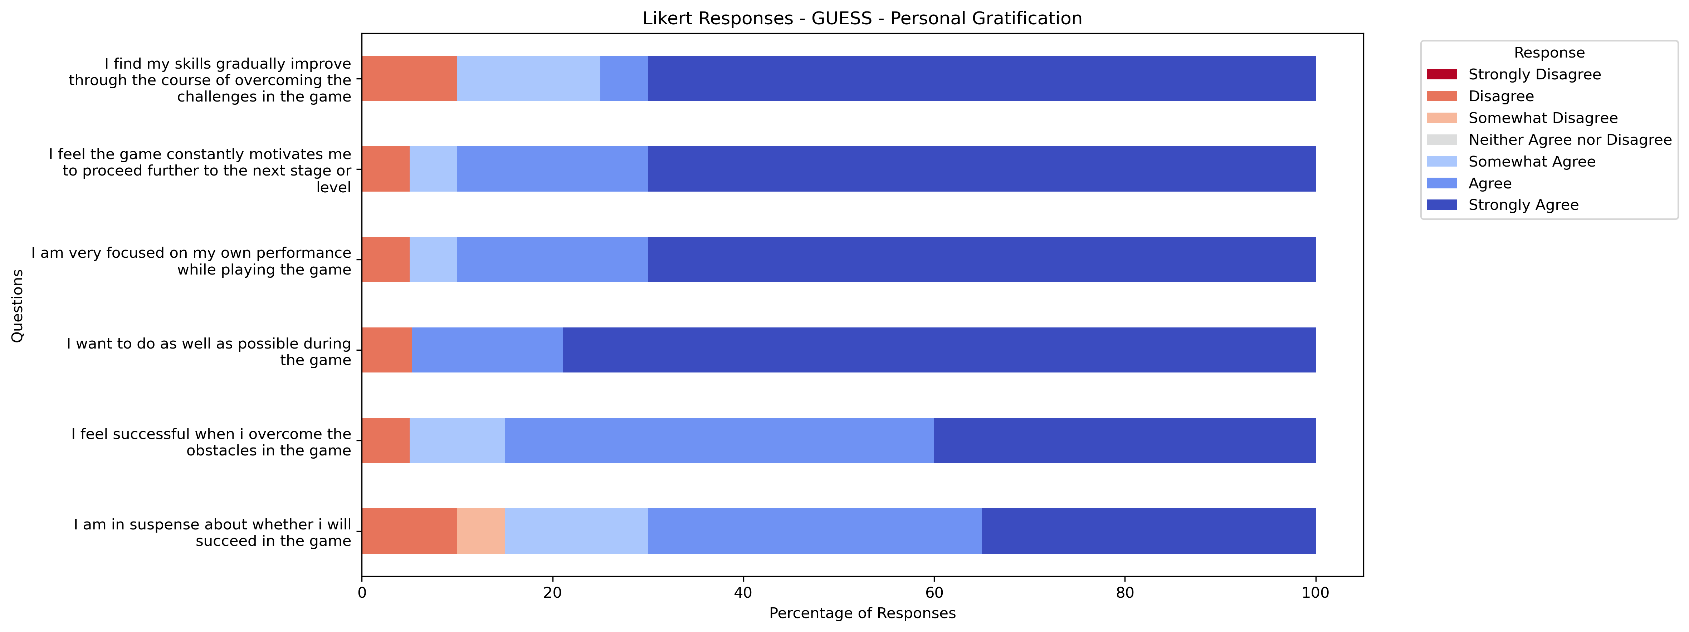 Likert Responses - GUESS - Personal Gratification
I find my skills gradually improve
through the course of overcoming the
challenges in the game
I feel the game constantly motivates me
to proceed further to the next stage or
level
I am very focused on my own performance
while playing the game
I want to do as well as possible during
the game
I feel successful when i overcome the
obstacles in the game
I am in suspense about whether i will
succeed in the game
Questions
0 20 40 60 80 100
Percentage of Responses
Response
Strongly Disagree
Disagree
Somewhat Disagree
Neither Agree nor Disagree
Somewhat Agree
Agree
Strongly Agree